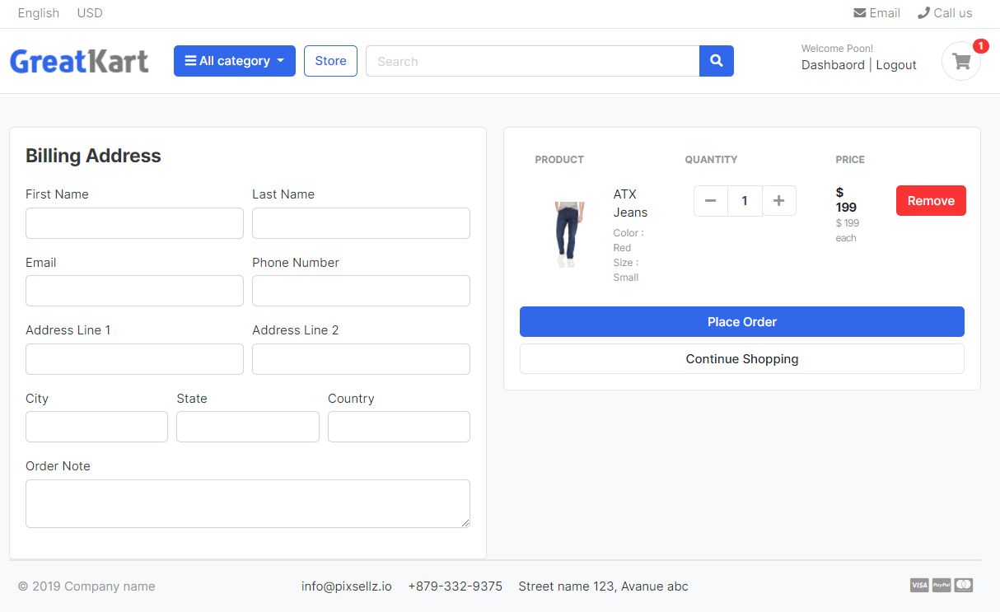 English USD Email Call us
GreatKart All category Store Search Welcome Poon! 1
Dashbaord | Logout
Billing Address
First Name Last Name
Email Phone Number
Address Line 1 Address Line 2
City State Country
Order Note
PRODUCT QUANTITY PRICE
ATX
Jeans
Color :
Red
Size :
Small
1
$
199
$ 199
each
Remove
Place Order
Continue Shopping
© 2019 Company name info@pixsellz.io +879-332-9375 Street name 123, Avanue abc VISA PayPal